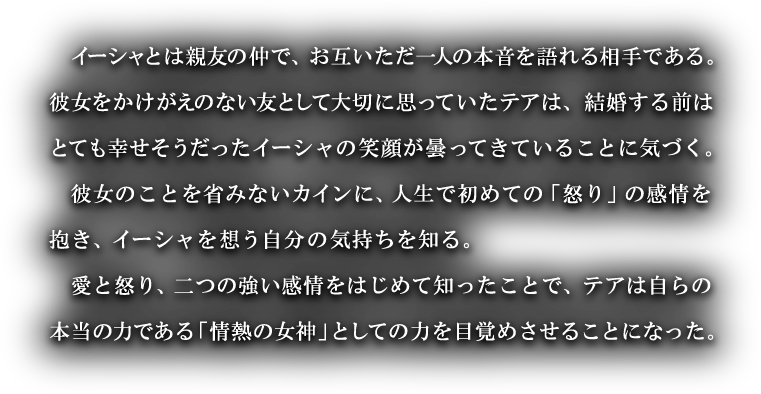 イーシャとは親友の仲で、お互いただ一人の本音を語れる相手である。
彼女をかけがえのない友として大切に思っていたテアは、結婚する前は
とても幸せそうだったイーシャの笑顔が曇ってきていることに気づく。
彼女のことを省みないカインに、人生で初めての「怒り」の感情を
抱き、イーシャを想う自分の気持ちを知る。
愛と怒り、二つの強い感情をはじめて知ったことで、テアは自らの
本当の力である「情熱の女神」としての力を目覚めさせることになった。